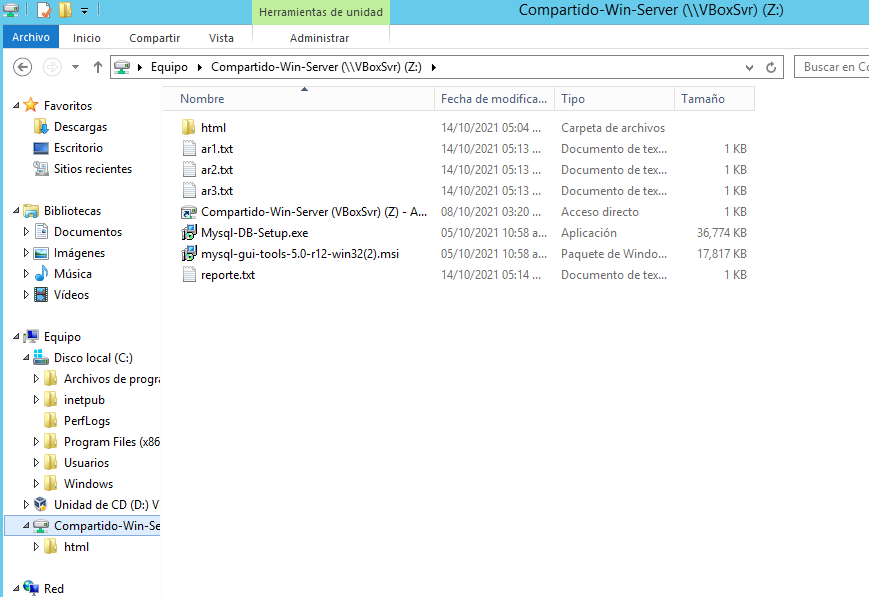 Herramientas de unidad
Compartido-Win-Server (\\VBoxSvr) (Z:)
Archivo Inicio Compartir Vista Administrar
Equipo Compartido-Win-Server (\\VBoxSvr) (Z:)
Buscar en Co
Favoritos
Descargas
Escritorio
Sitios recientes
Bibliotecas
Documentos
Imágenes
Música
Vídeos
Equipo
Disco local (C:)
Archivos de progra
inetpub
PerfLogs
Program Files (x86
Usuarios
Windows
Unidad de CD (D:) V
Compartido-Win-Se
html
Red
Nombre Fecha de modifica... Tipo Tamaño
html 14/10/2021 05:04 ... Carpeta de archivos
ar1.txt 14/10/2021 05:13 ... Documento de tex... 1 KB
ar2.txt 14/10/2021 05:13 ... Documento de tex... 1 KB
ar3.txt 14/10/2021 05:13 ... Documento de tex... 1 KB
Compartido-Win-Server (VBoxSvr) (Z) - A... 08/10/2021 03:20 ... Acceso directo 1 KB
Mysql-DB-Setup.exe 05/10/2021 10:58 a... Aplicación 36,774 KB
mysql-gui-tools-5.0-r12-win32(2).msi 05/10/2021 10:58 a... Paquete de Windo... 17,817 KB
reporte.txt 14/10/2021 05:14 ... Documento de tex... 1 KB